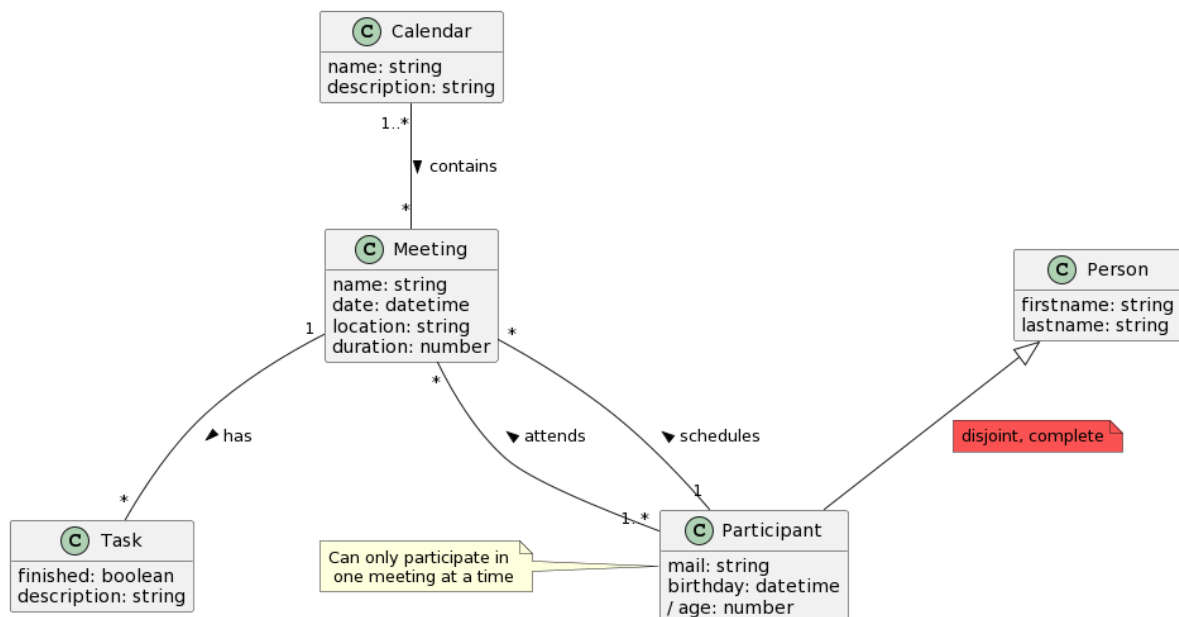 C Calendar
name: string
description: string
1..*
contains
*
C Meeting
name: string
date: datetime
location: string
duration: number
C Person
firstname: string
lastname: string
1
*
*
has
attends
schedules
disjoint, complete
*
1
1..*
C Task
finished: boolean
description: string
Can only participate in
one meeting at a time
C Participant
mail: string
birthday: datetime
/ age: number